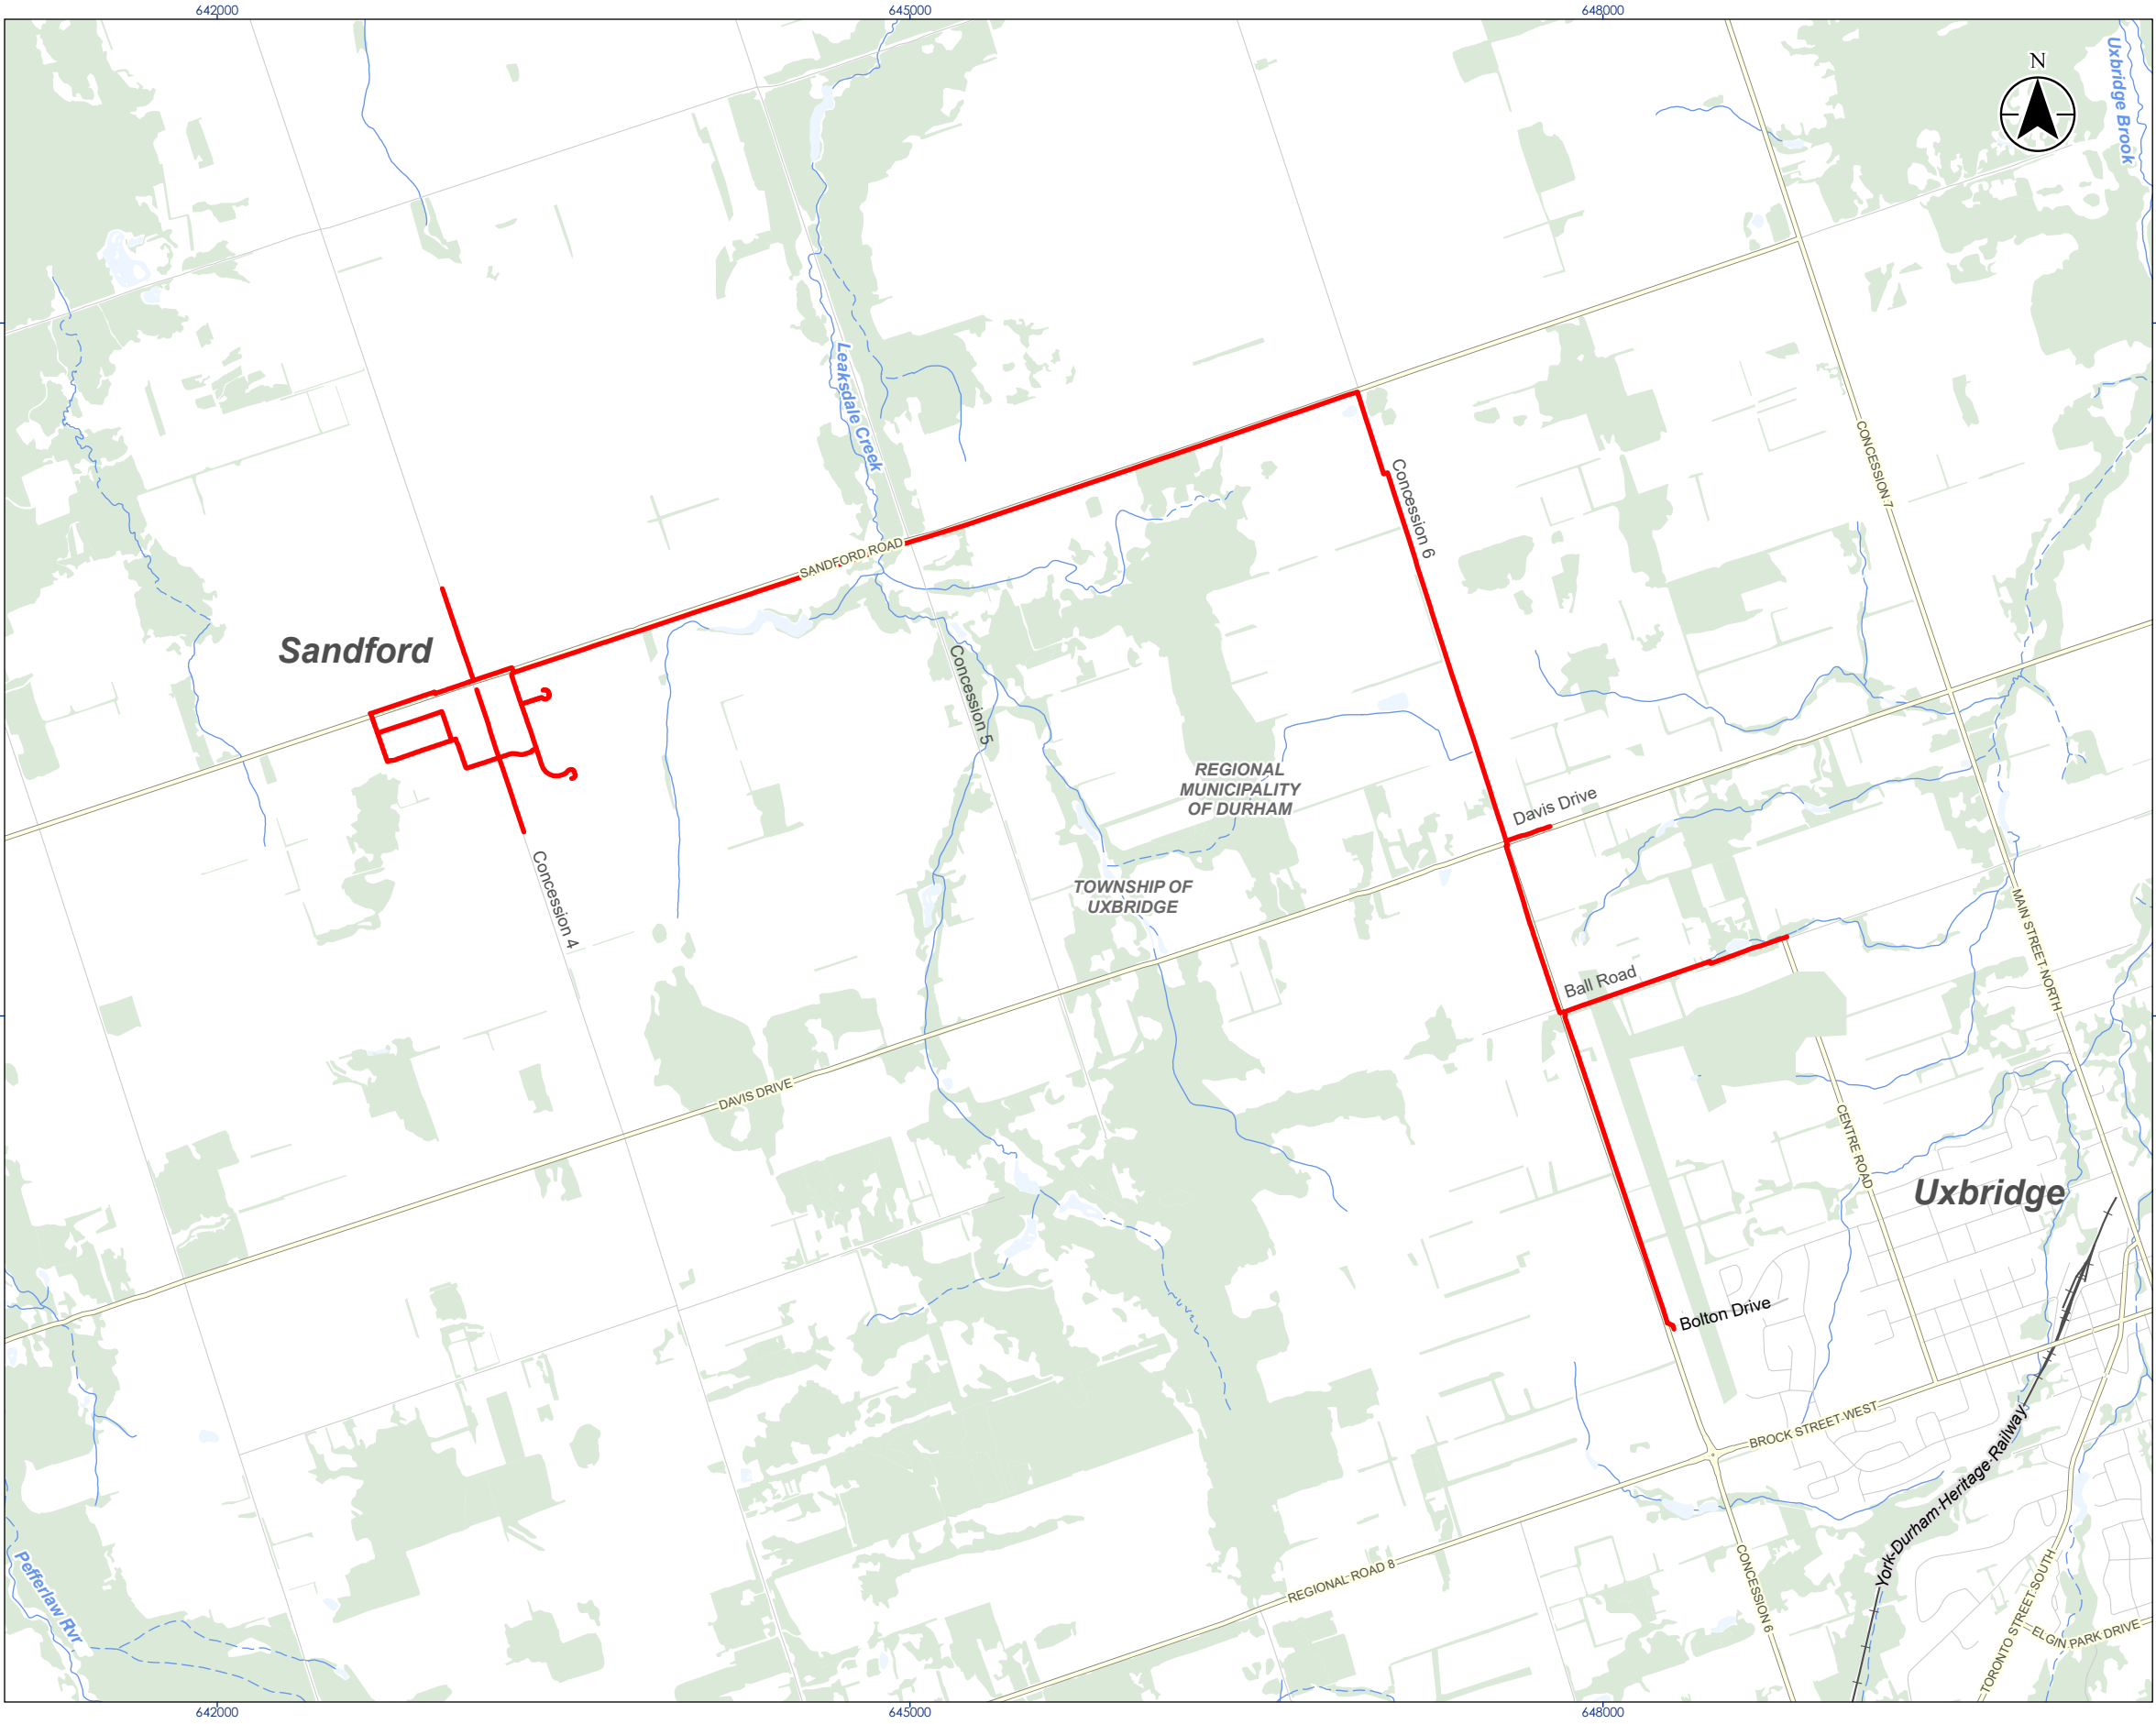 642000
645000
648000
N
Uxbridge Brook
Leaksdale Creek
CONCESSION 7
Concession 6
SANDFORD ROAD
Sandford
Concession 5
REGIONAL
MUNICIPALITY
OF DURHAM
Davis Drive
TOWNSHIP OF
UXBRIDGE
Concession 4
MAIN STREET NORTH
Ball Road
DAVIS DRIVE
CENTRE ROAD
Uxbridge
Bolton Drive
BROCK STREET WEST
York-Durham Heritage Railway
REGIONAL ROAD 8
CONCESSION 6
Pefferlaw Rvr
TORONTO STREET SOUTH
ELGIN PARK DRIVE
642000
645000
648000